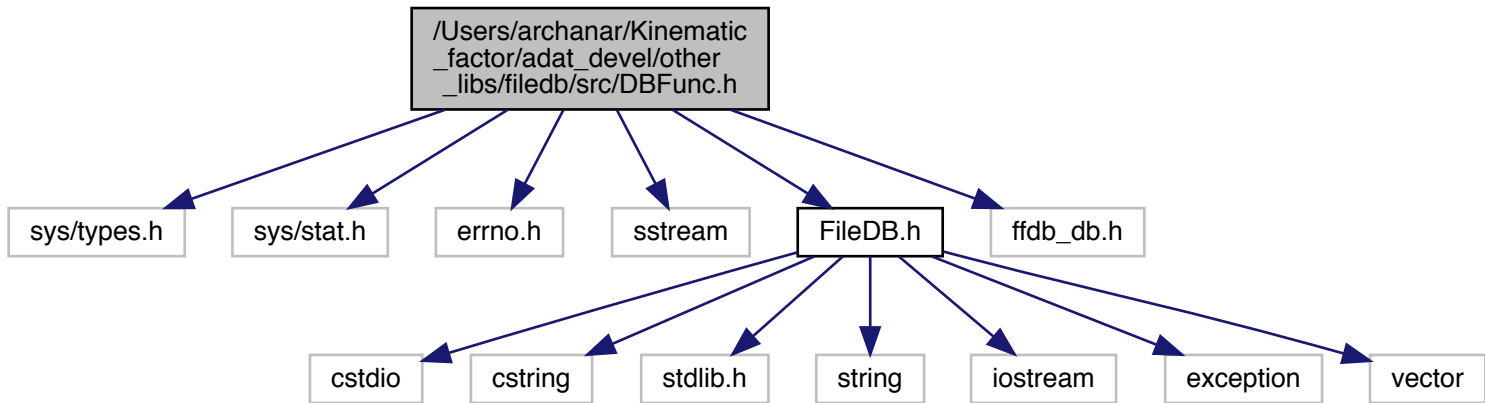 /Users/archanar/Kinematic
_factor/adat_devel/other
_libs/filedb/src/DBFunc.h
sys/types.h
sys/stat.h
errno.h
sstream
FileDB.h
ffdb_db.h
cstdio
cstring
stdlib.h
string
iostream
exception
vector